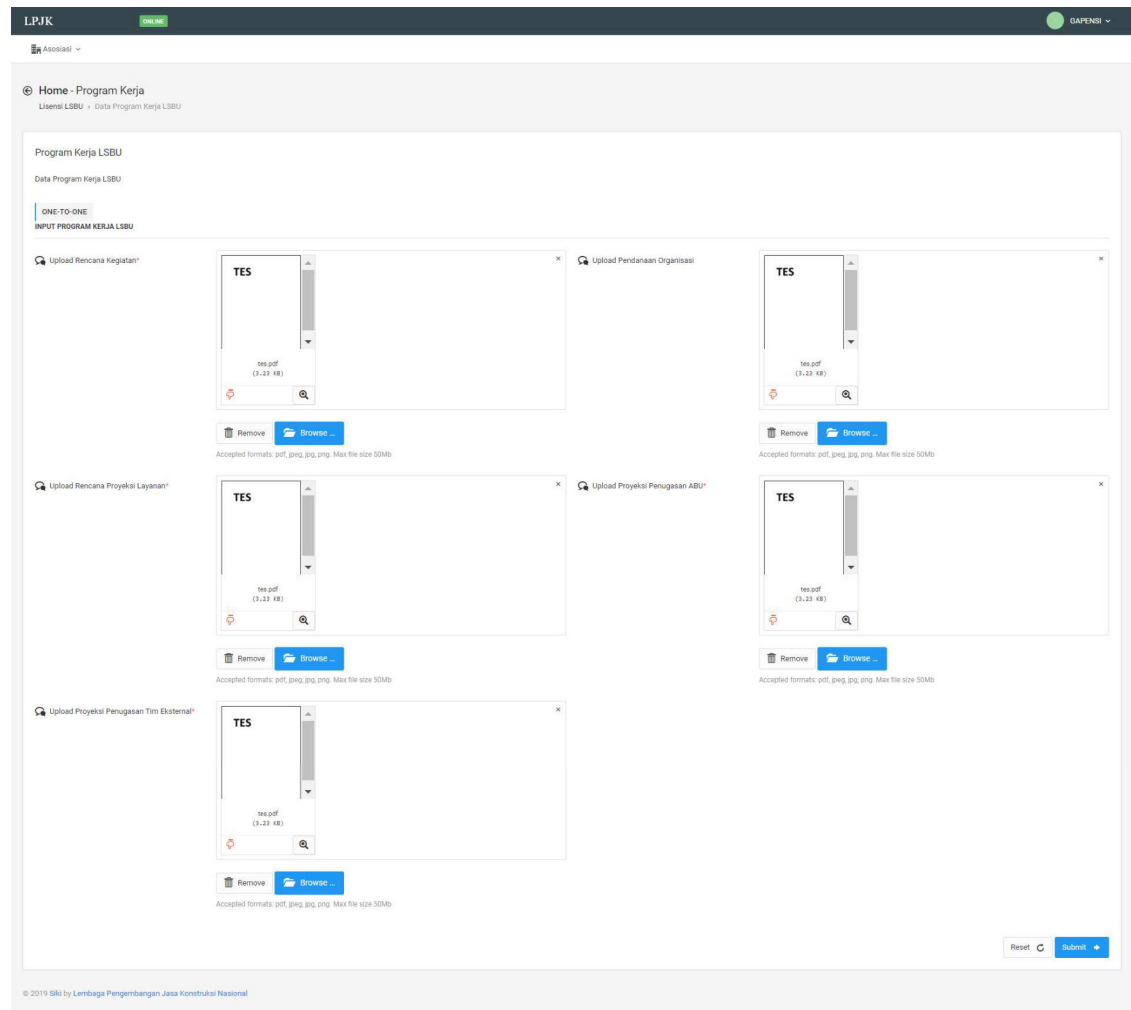 LPJK ONLINE GAPENSI
Asosiasi
Home - Program Kerja
Lisensi LSBU › Data Program Kerja LSBU
Program Kerja LSBU
Data Program Kerja LSBU
ONE-TO-ONE
INPUT PROGRAM KERJA LSBU
Upload Rencana Kegiatan*
TES
tes.pdf
(3.23 KB)
Remove Browse ...
Accepted formats: pdf, jpeg, jpg, png. Max file size 50Mb
Upload Pendanaan Organisasi
TES
tes.pdf
(3.23 KB)
Remove Browse ...
Accepted formats: pdf, jpeg, jpg, png. Max file size 50Mb
Upload Rencana Proyeksi Layanan*
TES
tes.pdf
(3.23 KB)
Remove Browse ...
Accepted formats: pdf, jpeg, jpg, png. Max file size 50Mb
Upload Proyeksi Penugasan ABU*
TES
tes.pdf
(3.23 KB)
Remove Browse ...
Accepted formats: pdf, jpeg, jpg, png. Max file size 50Mb
Upload Proyeksi Penugasan Tim Eksternal*
TES
tes.pdf
(3.23 KB)
Remove Browse ...
Accepted formats: pdf, jpeg, jpg, png. Max file size 50Mb
Reset Submit
© 2019 Siki by Lembaga Pengembangan Jasa Konstruksi Nasional